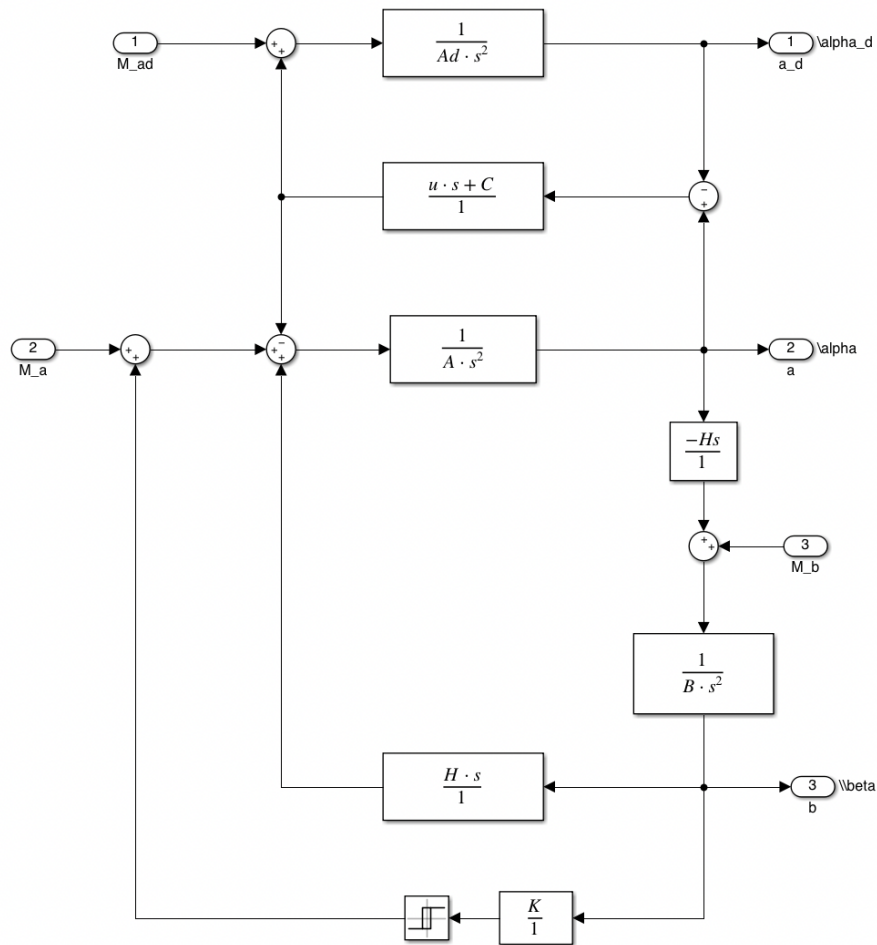 1
M_ad
+
+
1
Ad · s²
1
a_d
\alpha_d
u · s + C
1
−
+
2
M_a
+
+
+
−
+
1
A · s²
2
a
\alpha
−Hs
1
+
+
3
M_b
1
B · s²
H · s
1
3
b
\\beta
K
1